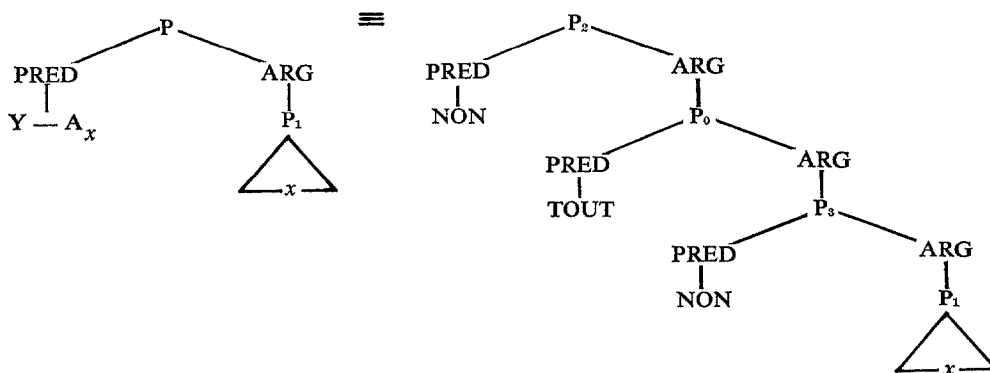 P ≡ P₂
PRED ARG PRED ARG
Y — Aₓ P₁ NON P₀
x PRED ARG
TOUT P₃
PRED ARG
NON P₁
x